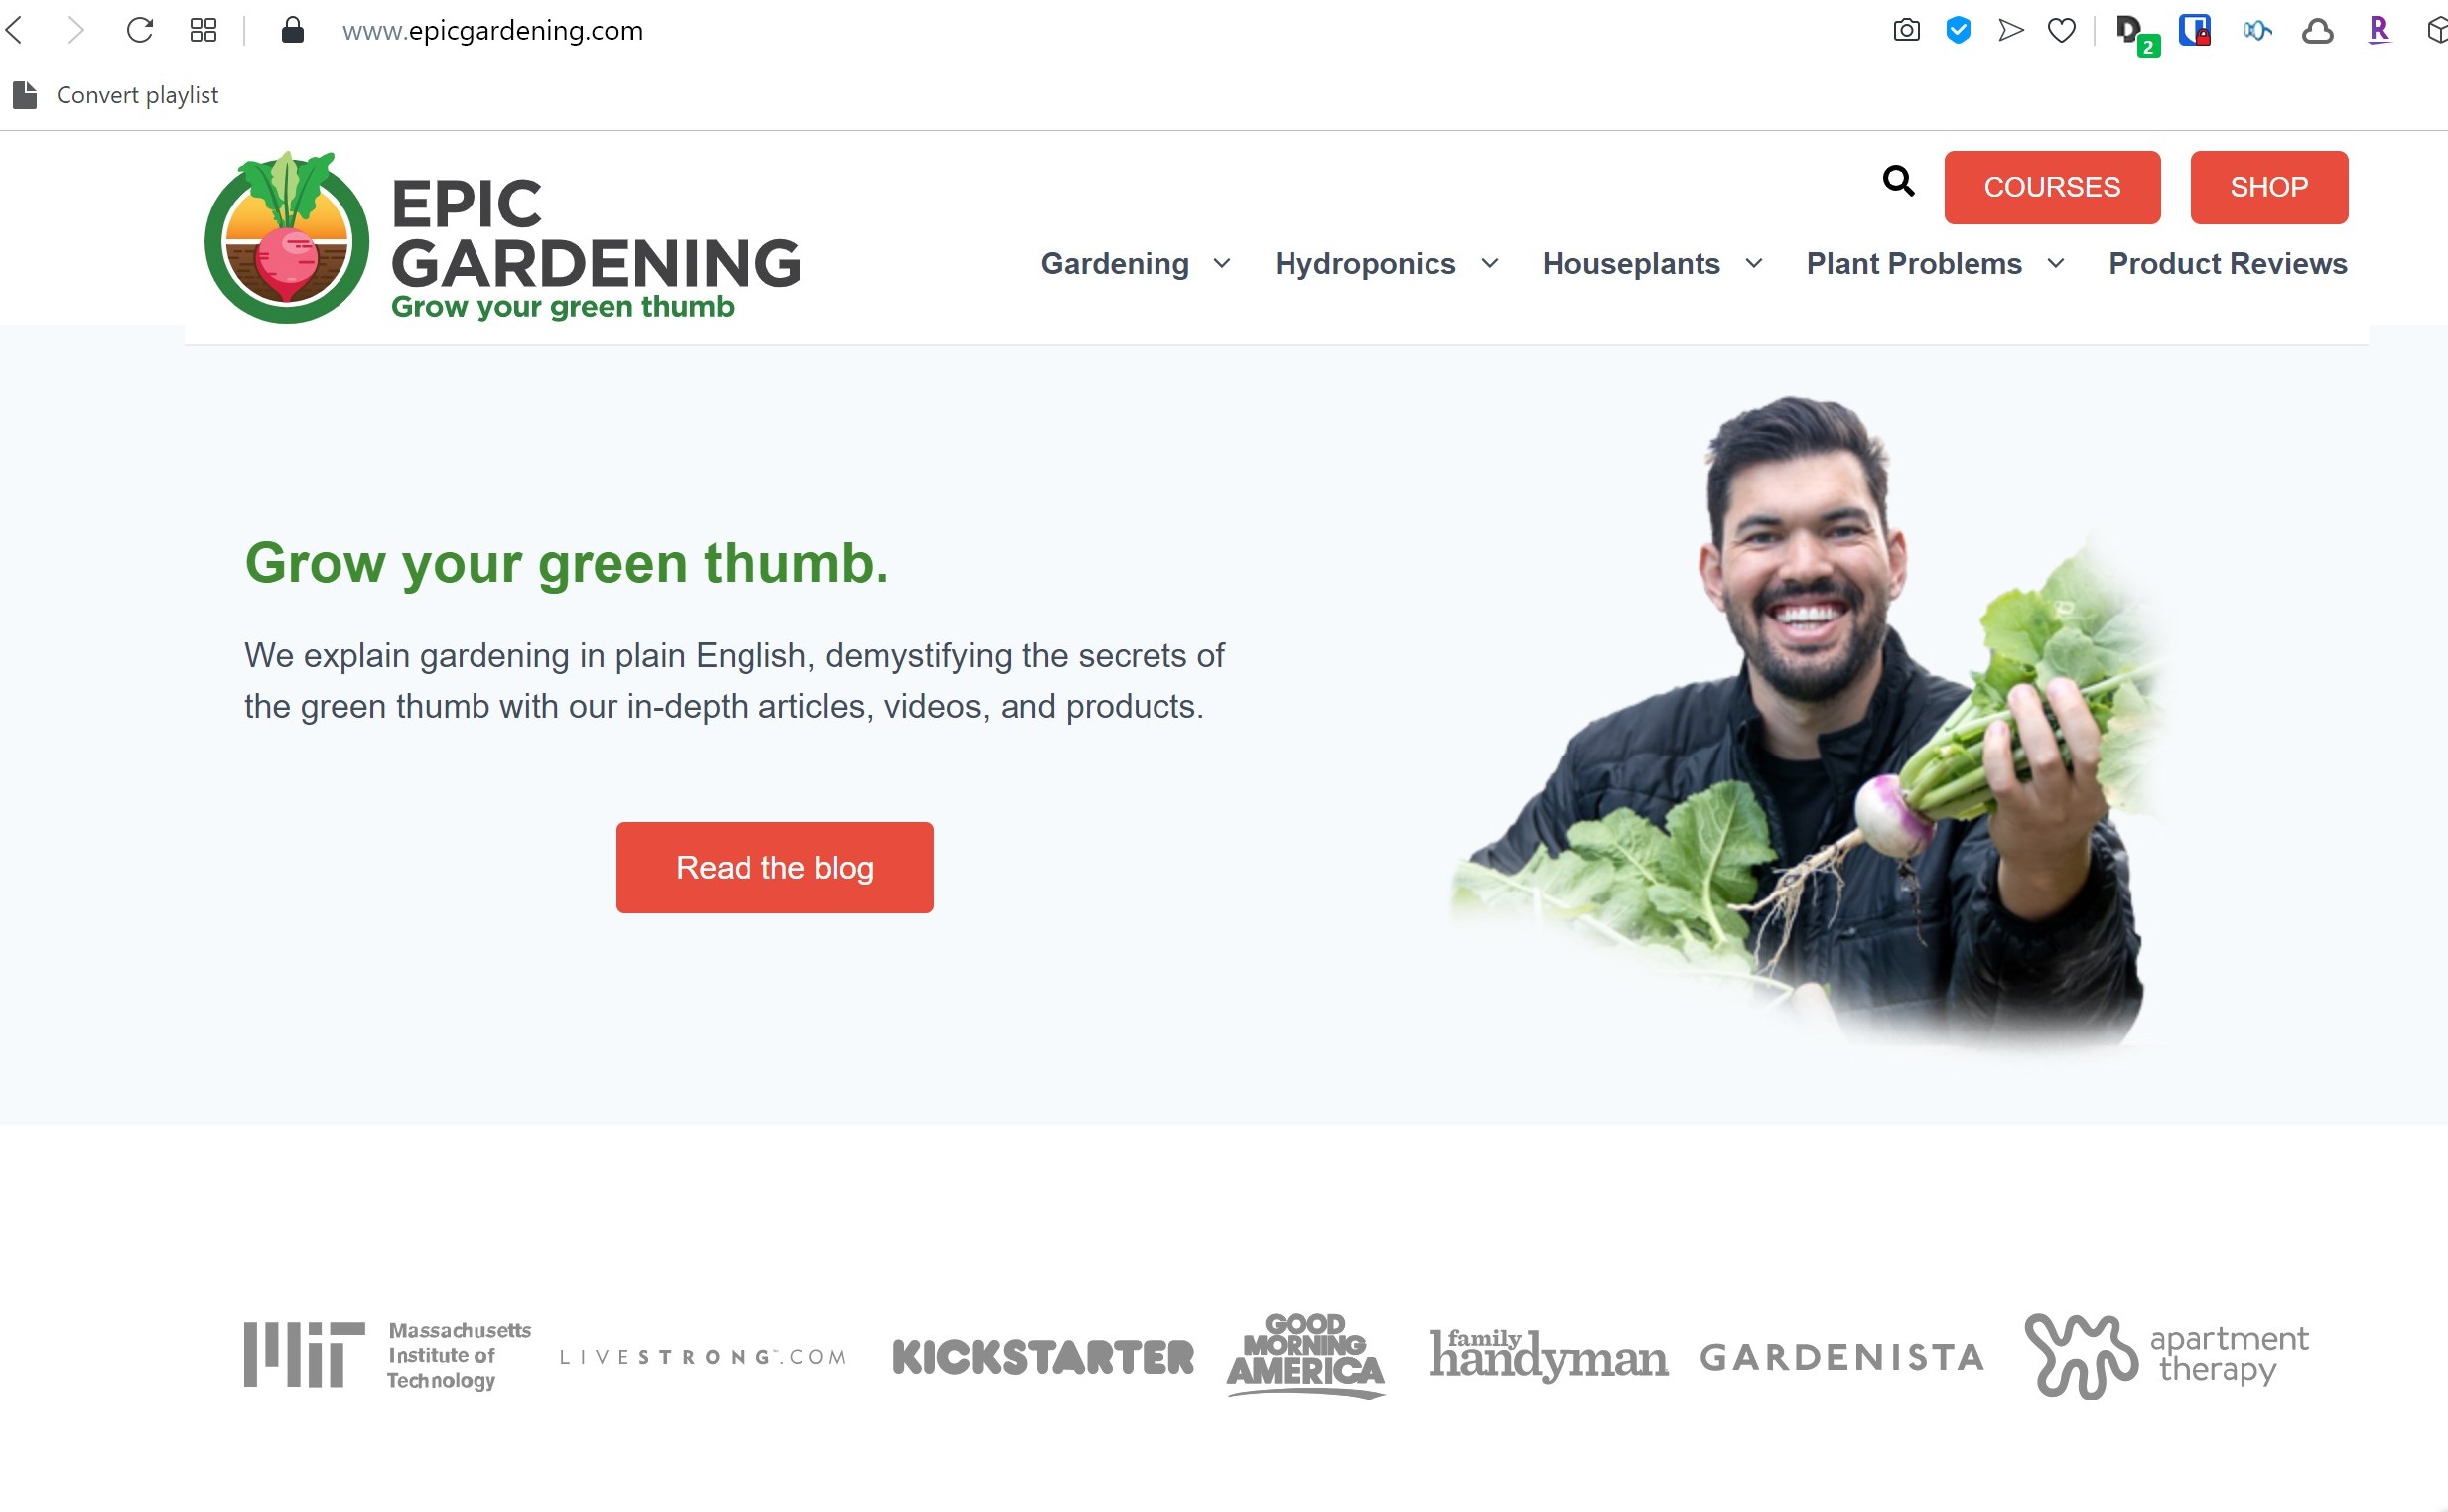 www.epicgardening.com
2
R
Convert playlist
EPIC
GARDENING
Grow your green thumb
COURSES
SHOP
Gardening
Hydroponics
Houseplants
Plant Problems
Product Reviews
Grow your green thumb.
We explain gardening in plain English, demystifying the secrets of
the green thumb with our in-depth articles, videos, and products.
Read the blog
MIT
Massachusetts
Institute of
Technology
LIVESTRONG™.COM
KICKSTARTER
GOOD
MORNING
AMERICA
family
handyman
GARDENISTA
apartment
therapy